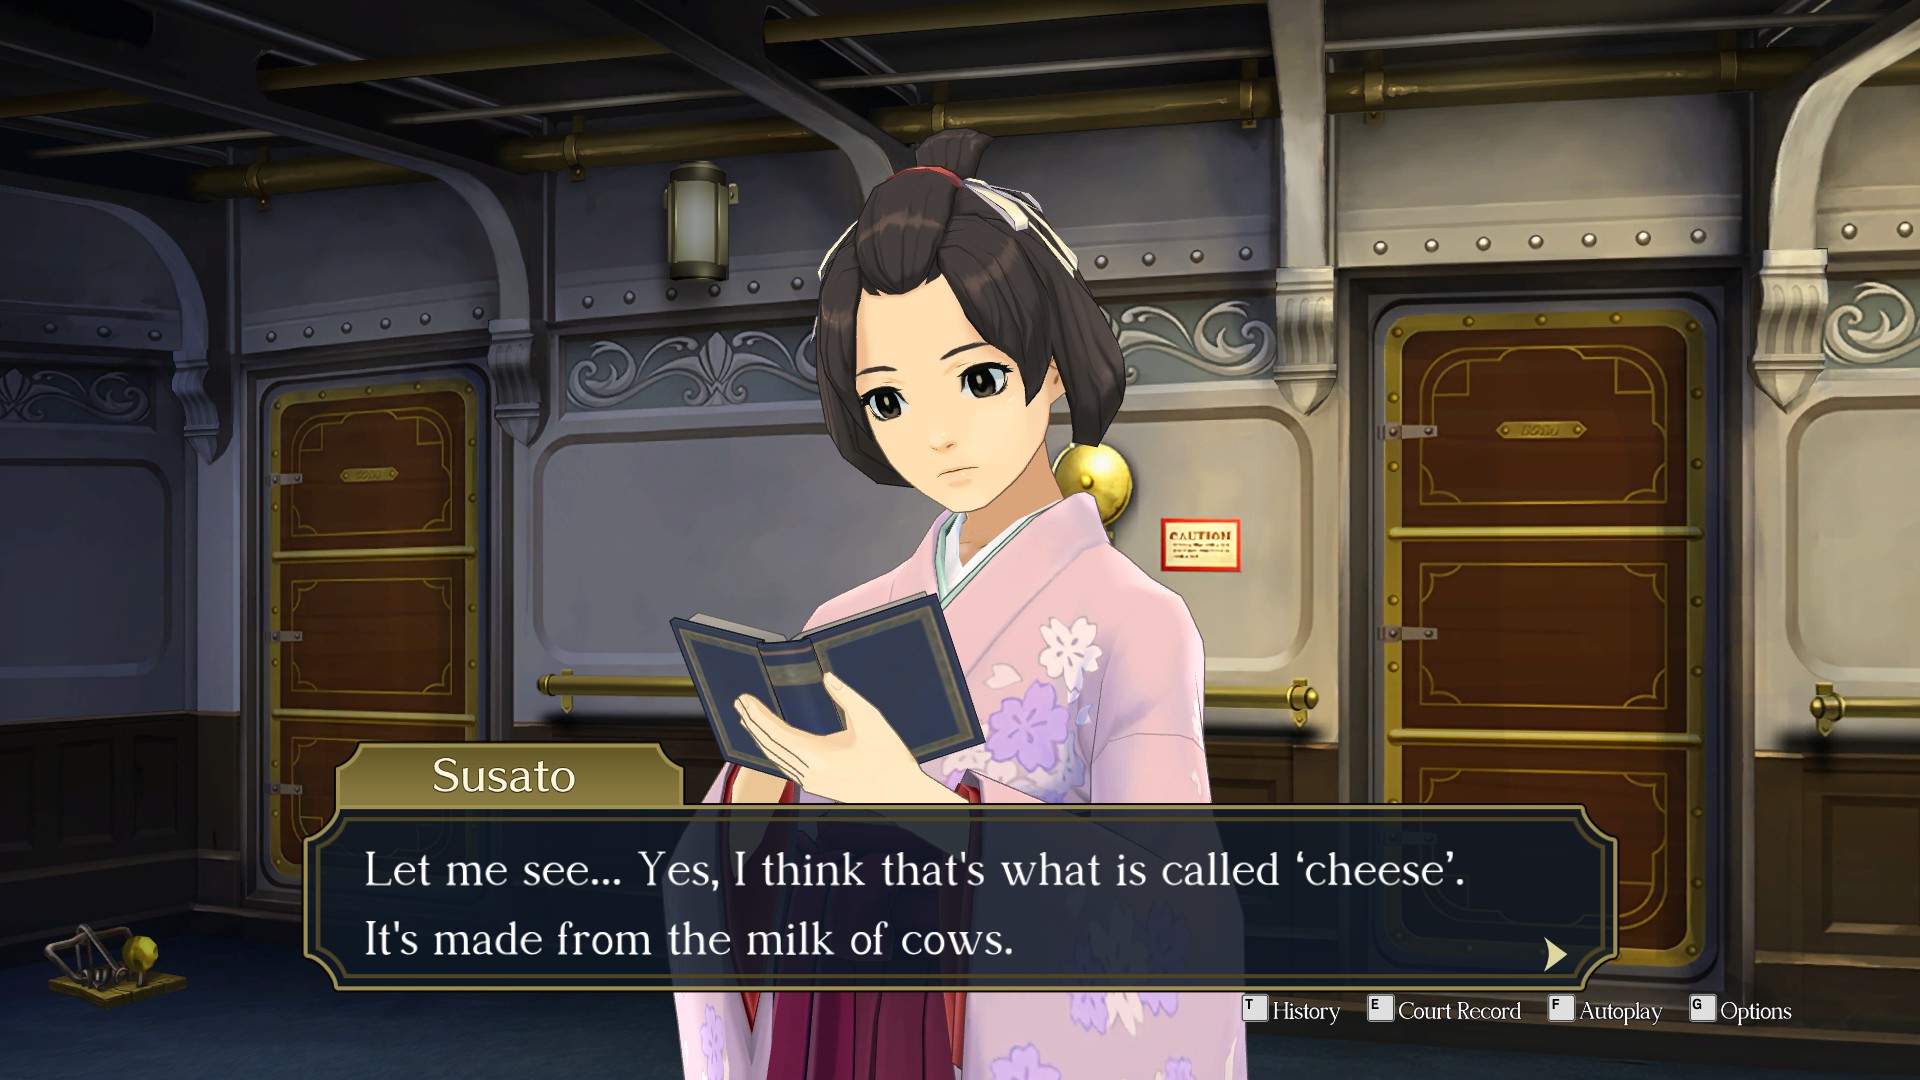 CAUTION
Susato
Let me see... Yes, I think that's what is called ‘cheese’.
It's made from the milk of cows.
T History E Court Record F Autoplay G Options